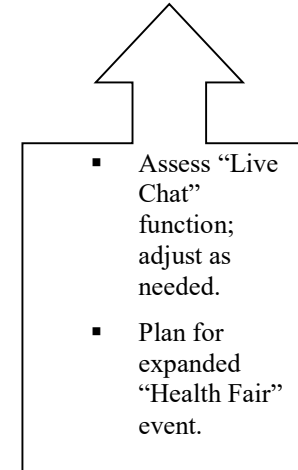 ▪ Assess “Live
Chat”
function;
adjust as
needed.
▪ Plan for
expanded
“Health Fair”
event.